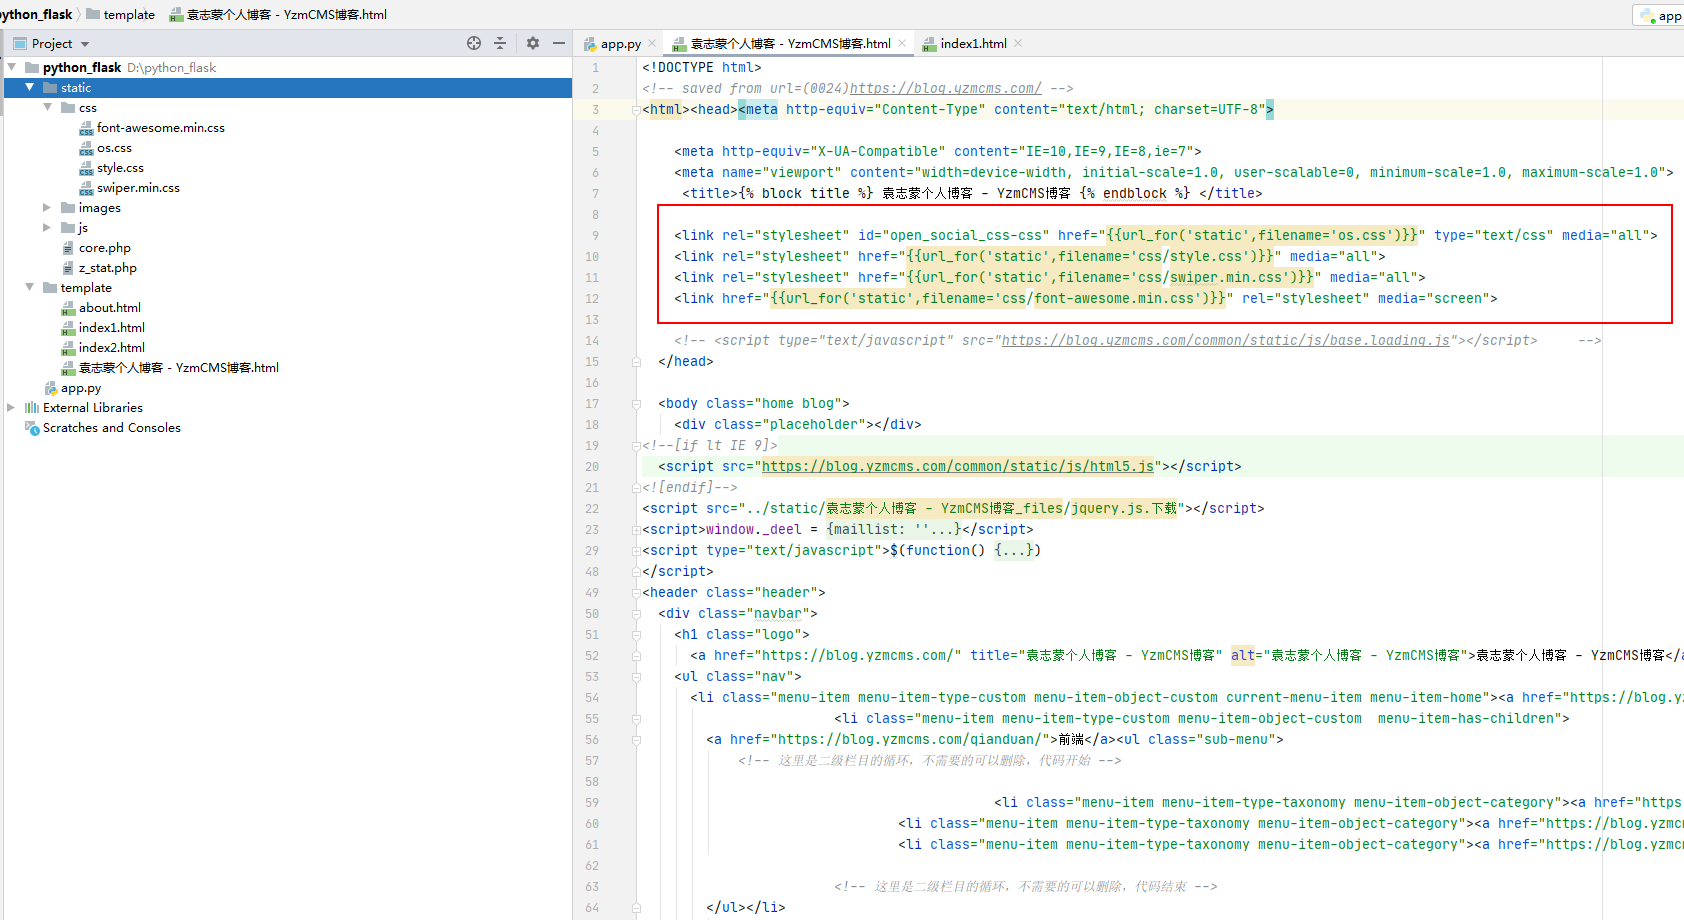 python_flask template 袁志蒙个人博客 - YzmCMS博客.html app
Project app.py 袁志蒙个人博客 - YzmCMS博客.html index1.html
python_flask D:\python_flask
static
css
font-awesome.min.css
os.css
style.css
swiper.min.css
images
js
core.php
z_stat.php
template
about.html
index1.html
index2.html
袁志蒙个人博客 - YzmCMS博客.html
app.py
External Libraries
Scratches and Consoles
1 <!DOCTYPE html>
2 <!-- saved from url=(0024)https://blog.yzmcms.com/ -->
3 <html><head><meta http-equiv="Content-Type" content="text/html; charset=UTF-8">
4
5 <meta http-equiv="X-UA-Compatible" content="IE=10,IE=9,IE=8,ie=7">
6 <meta name="viewport" content="width=device-width, initial-scale=1.0, user-scalable=0, minimum-scale=1.0, maximum-scale=1.0">
7 <title>{% block title %} 袁志蒙个人博客 - YzmCMS博客 {% endblock %} </title>
8
9 <link rel="stylesheet" id="open_social_css-css" href="{{url_for('static',filename='os.css')}}" type="text/css" media="all">
10 <link rel="stylesheet" href="{{url_for('static',filename='css/style.css')}}" media="all">
11 <link rel="stylesheet" href="{{url_for('static',filename='css/swiper.min.css')}}" media="all">
12 <link href="{{url_for('static',filename='css/font-awesome.min.css')}}" rel="stylesheet" media="screen">
13
14 <!-- <script type="text/javascript" src="https://blog.yzmcms.com/common/static/js/base.loading.js"></script> -->
15 </head>
16
17 <body class="home blog">
18 <div class="placeholder"></div>
19 <!--[if lt IE 9]>
20 <script src="https://blog.yzmcms.com/common/static/js/html5.js"></script>
21 <![endif]-->
22 <script src="../static/袁志蒙个人博客 - YzmCMS博客_files/jquery.js.下载"></script>
23 <script>window._deel = {maillist: ''...}</script>
29 <script type="text/javascript">$(function() {...})
48 </script>
49 <header class="header">
50 <div class="navbar">
51 <h1 class="logo">
52 <a href="https://blog.yzmcms.com/" title="袁志蒙个人博客 - YzmCMS博客" alt="袁志蒙个人博客 - YzmCMS博客">袁志蒙个人博客 - YzmCMS博客</a
53 <ul class="nav">
54 <li class="menu-item menu-item-type-custom menu-item-object-custom current-menu-item menu-item-home"><a href="https://blog.yz
55 <li class="menu-item menu-item-type-custom menu-item-object-custom  menu-item-has-children">
56 <a href="https://blog.yzmcms.com/qianduan/">前端</a><ul class="sub-menu">
57 <!-- 这里是二级栏目的循环，不需要的可以删除，代码开始 -->
58
59 <li class="menu-item menu-item-type-taxonomy menu-item-object-category"><a href="https
60 <li class="menu-item menu-item-type-taxonomy menu-item-object-category"><a href="https://blog.yzmc
61 <li class="menu-item menu-item-type-taxonomy menu-item-object-category"><a href="https://blog.yzmc
62
63 <!-- 这里是二级栏目的循环，不需要的可以删除，代码结束 -->
64 </ul></li>